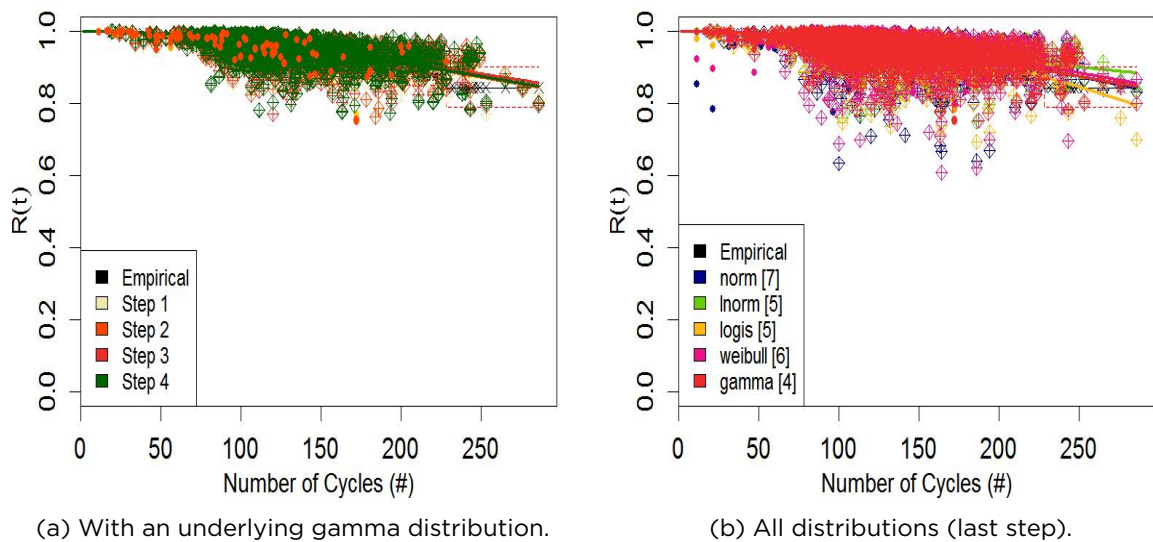 R(t)
1.0
0.8
0.6
0.4
0.2
0.0
Empirical
Step 1
Step 2
Step 3
Step 4
0 50 100 150 200 250
Number of Cycles (#)
(a) With an underlying gamma distribution.
R(t)
1.0
0.8
0.6
0.4
0.2
0.0
Empirical
norm [7]
lnorm [5]
logis [5]
weibull [6]
gamma [4]
0 50 100 150 200 250
Number of Cycles (#)
(b) All distributions (last step).